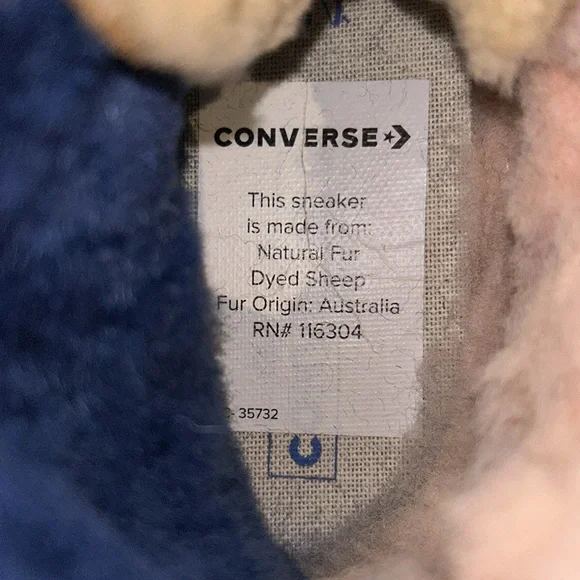 CONVERSE
This sneaker
is made from:
Natural Fur
Dyed Sheep
Fur Origin: Australia
RN# 116304
35732
C